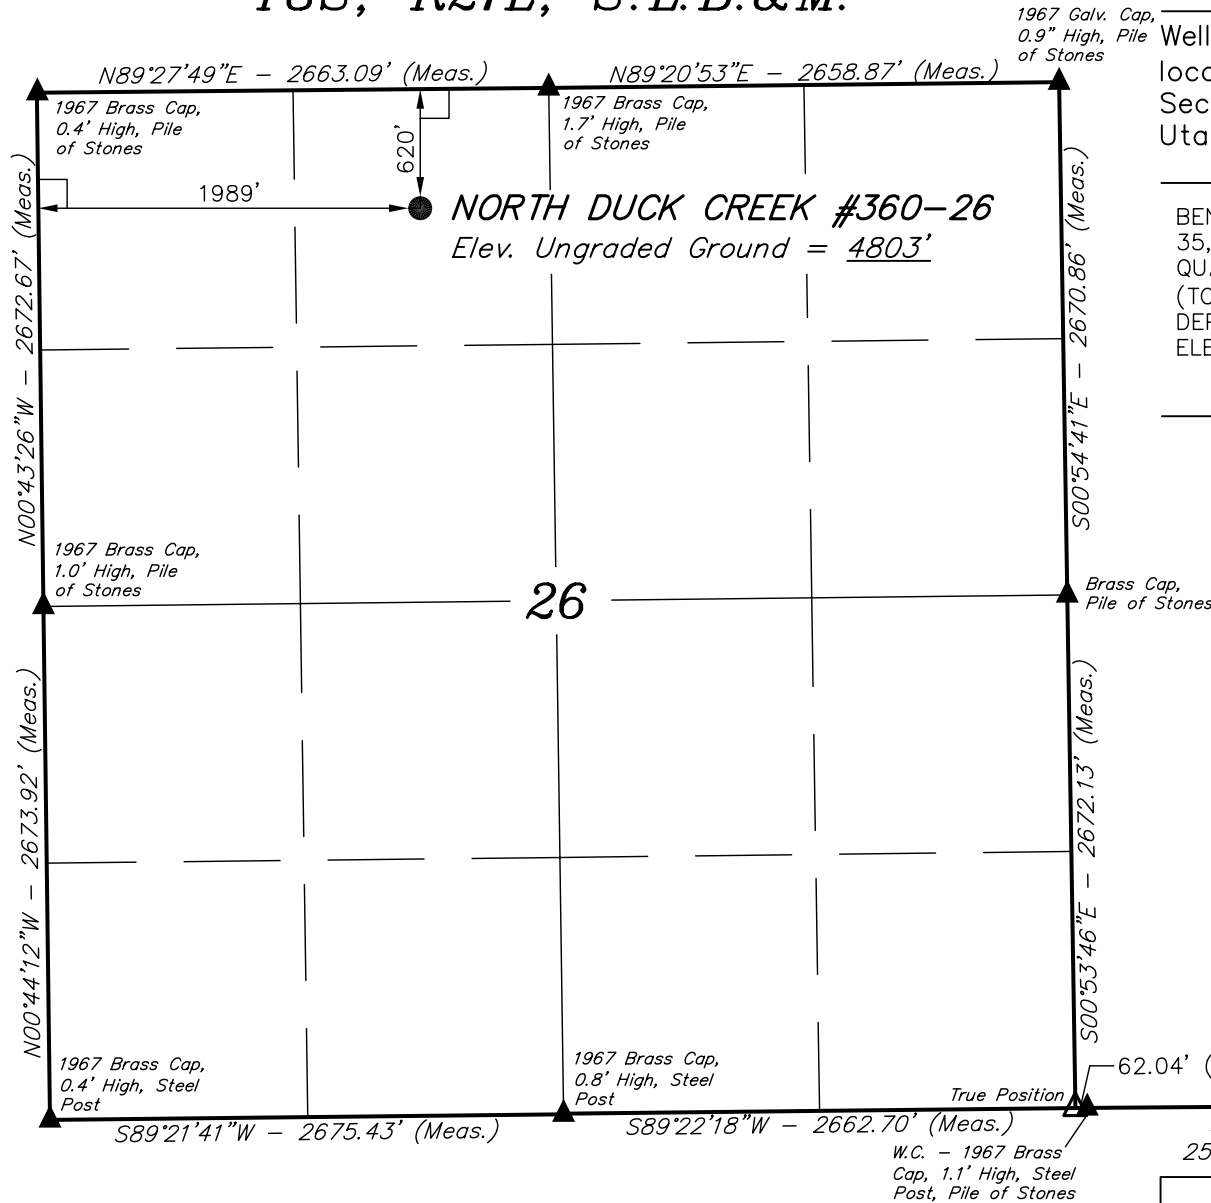 R21E, S.L.B.&M.
1967 Galv. Cap,
0.9" High, Pile
of Stones
Well
N89°27'49"E - 2663.09' (Meas.)
N89°20'53"E - 2658.87' (Meas.)
1967 Brass Cap,
0.4' High, Pile
of Stones
1967 Brass Cap,
1.7' High, Pile
of Stones
620'
1989'
NORTH DUCK CREEK #360-26
Elev. Ungraded Ground = 4803'
N00°43'26"W - 2672.67' (Meas.)
S00°54'41"E - 2670.86' (Meas.)
35,
1967 Brass Cap,
1.0' High, Pile
of Stones
26
Brass Cap,
Pile of Stones
N00°44'12"W - 2673.92' (Meas.)
S00°53'46"E - 2672.13' (Meas.)
1967 Brass Cap,
0.4' High, Steel
Post
1967 Brass Cap,
0.8' High, Steel
Post
True Position
62.04' (
S89°21'41"W - 2675.43' (Meas.)
S89°22'18"W - 2662.70' (Meas.)
W.C. - 1967 Brass
Cap, 1.1' High, Steel
Post, Pile of Stones
25